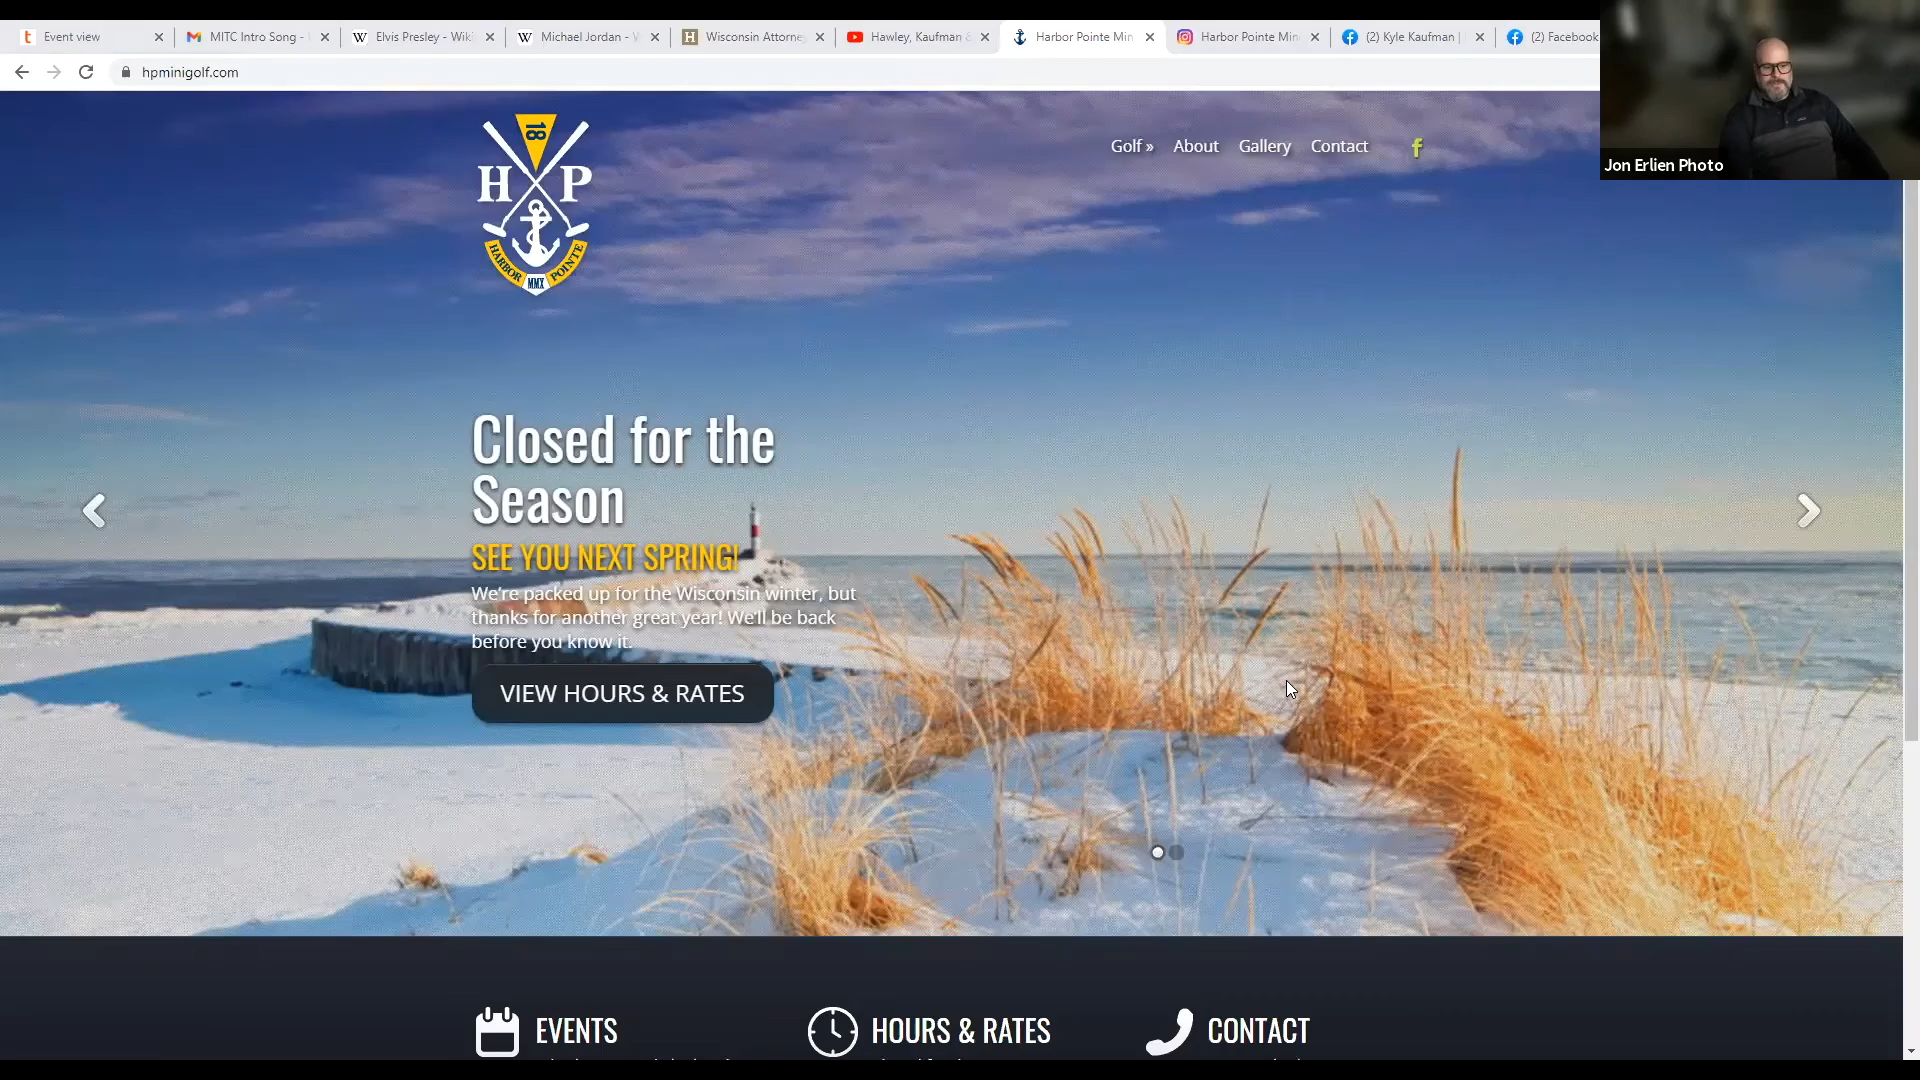 Event view
MITC Intro Song -
Elvis Presley - Wiki
Michael Jordan - W
Wisconsin Attorne
Hawley, Kaufman &
Harbor Pointe Min
Harbor Pointe Min
(2) Kyle Kaufman |
(2) Facebook
hpminigolf.com
Jon Erlien Photo
18
H P
HARBOR MMX POINTE
Golf »
About
Gallery
Contact
f
Closed for the
Season
SEE YOU NEXT SPRING!
We're packed up for the Wisconsin winter, but
thanks for another great year! We'll be back
before you know it.
VIEW HOURS & RATES
EVENTS
HOURS & RATES
CONTACT